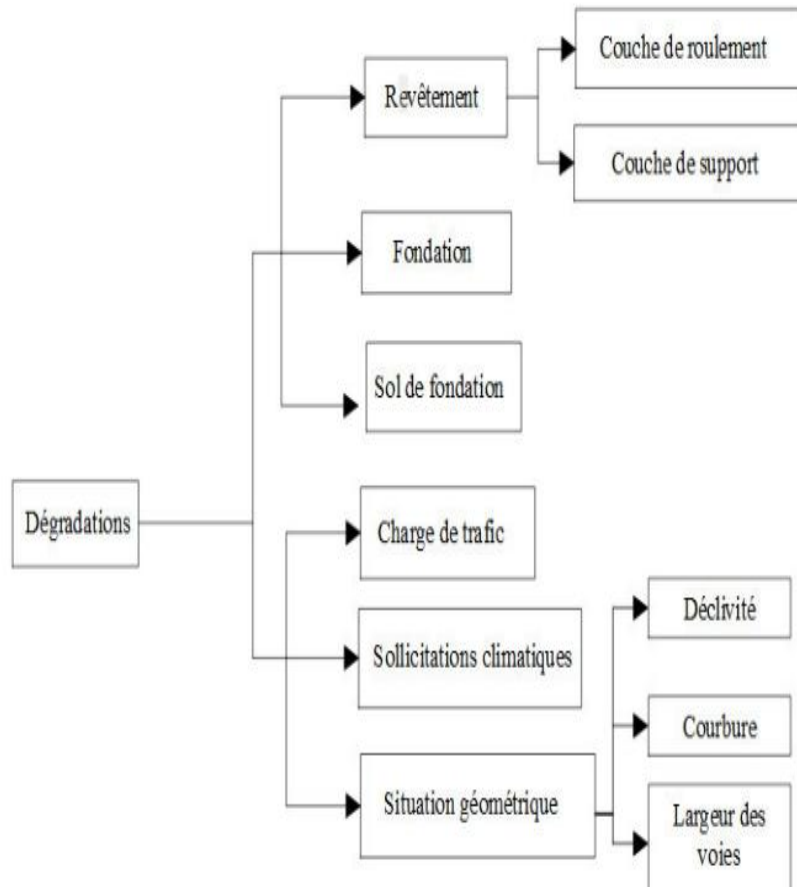 Couche de roulement
Revêtement
Couche de support
Fondation
Sol de fondation
Dégradations
Charge de trafic
Déclivité
Sollicitations climatiques
Courbure
Situation géométrique
Largeur des
voies